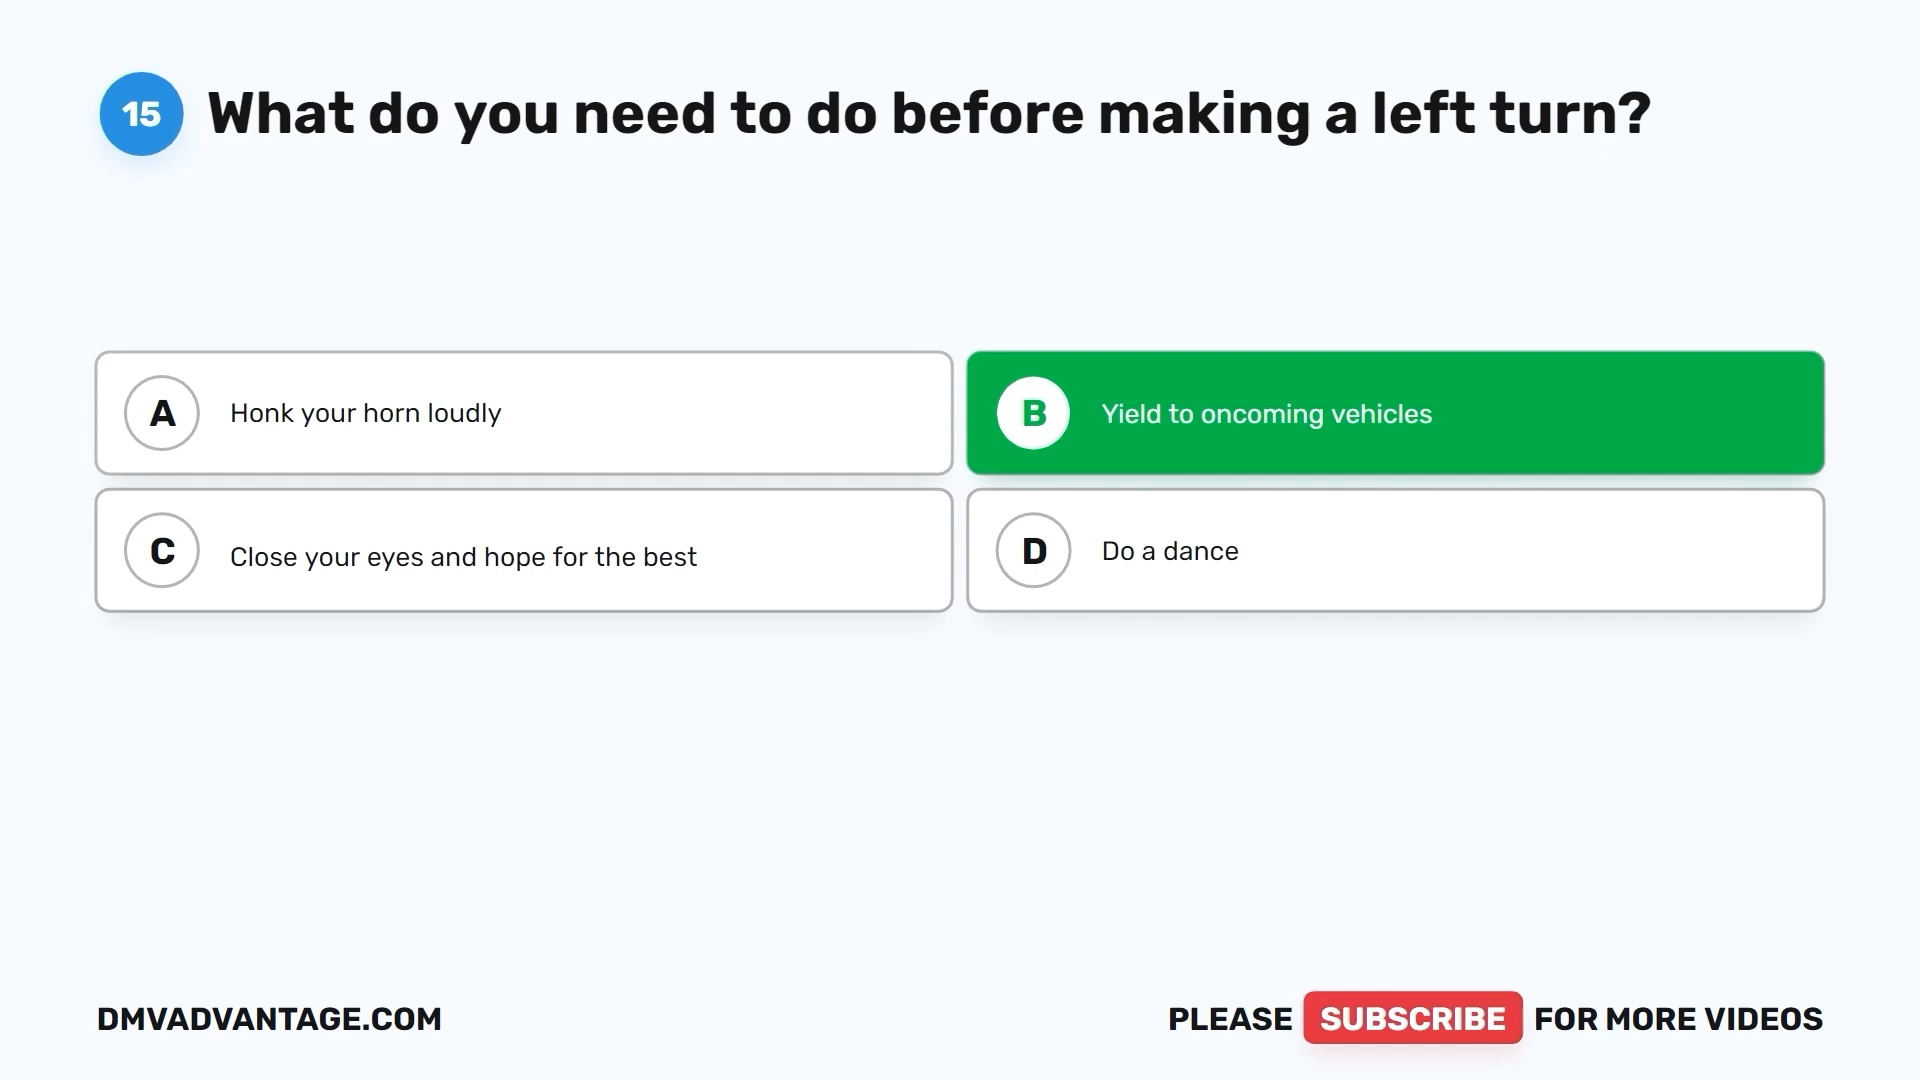 15 What do you need to do before making a left turn?
A Honk your horn loudly
B Yield to oncoming vehicles
C Close your eyes and hope for the best
D Do a dance
DMVADVANTAGE.COM
PLEASE SUBSCRIBE FOR MORE VIDEOS